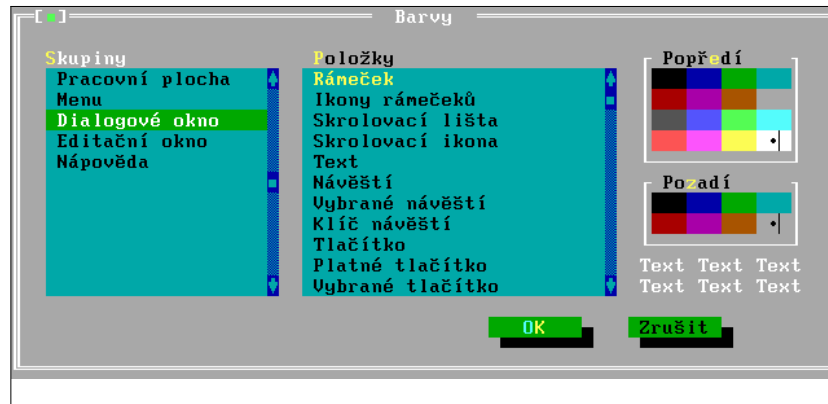 Barvy
Skupiny
Pracovní plocha
Menu
Dialogové okno
Editační okno
Nápověda
Položky
Rámeček
Ikony rámečeků
Skrolovací lišta
Skrolovací ikona
Text
Návěští
Vybrané návěští
Klíč návěští
Tlačítko
Platné tlačítko
Vybrané tlačítko
Popředí
Pozadí
Text Text Text
Text Text Text
OK
Zrušit